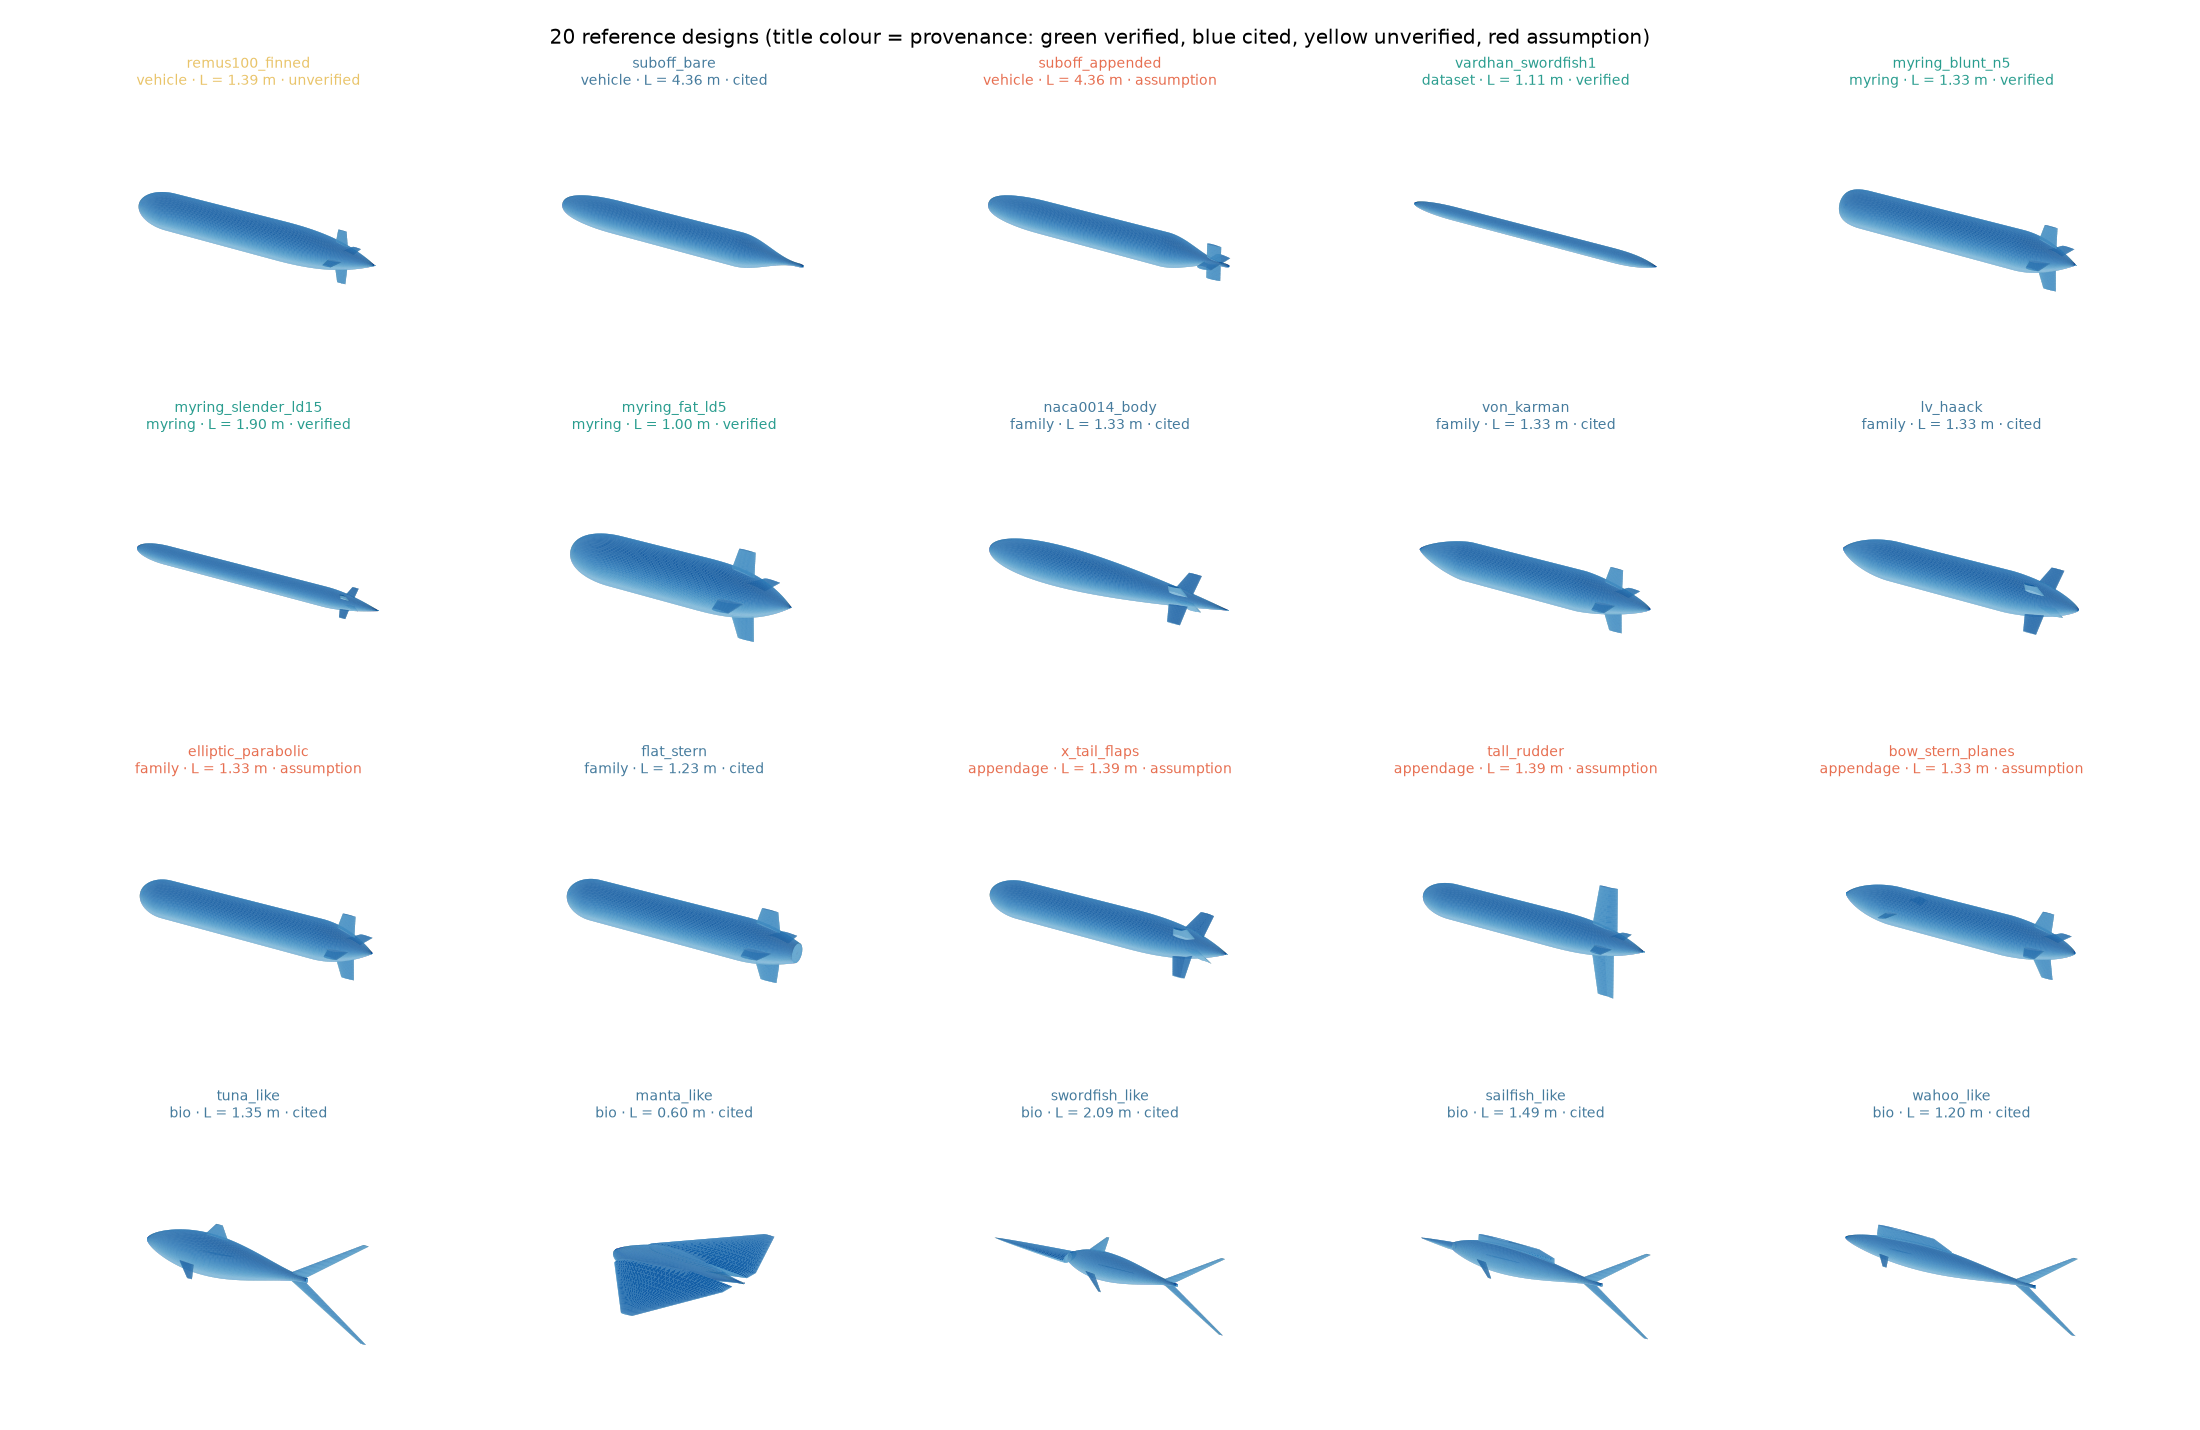 20 reference designs (title colour = provenance: green verified, blue cited, yellow unverified, red assumption)
remus100_finned
vehicle · L = 1.39 m · unverified
suboff_bare
vehicle · L = 4.36 m · cited
suboff_appended
vehicle · L = 4.36 m · assumption
vardhan_swordfish1
dataset · L = 1.11 m · verified
myring_blunt_n5
myring · L = 1.33 m · verified
myring_slender_ld15
myring · L = 1.90 m · verified
myring_fat_ld5
myring · L = 1.00 m · verified
naca0014_body
family · L = 1.33 m · cited
von_karman
family · L = 1.33 m · cited
lv_haack
family · L = 1.33 m · cited
elliptic_parabolic
family · L = 1.33 m · assumption
flat_stern
family · L = 1.23 m · cited
x_tail_flaps
appendage · L = 1.39 m · assumption
tall_rudder
appendage · L = 1.39 m · assumption
bow_stern_planes
appendage · L = 1.33 m · assumption
tuna_like
bio · L = 1.35 m · cited
manta_like
bio · L = 0.60 m · cited
swordfish_like
bio · L = 2.09 m · cited
sailfish_like
bio · L = 1.49 m · cited
wahoo_like
bio · L = 1.20 m · cited